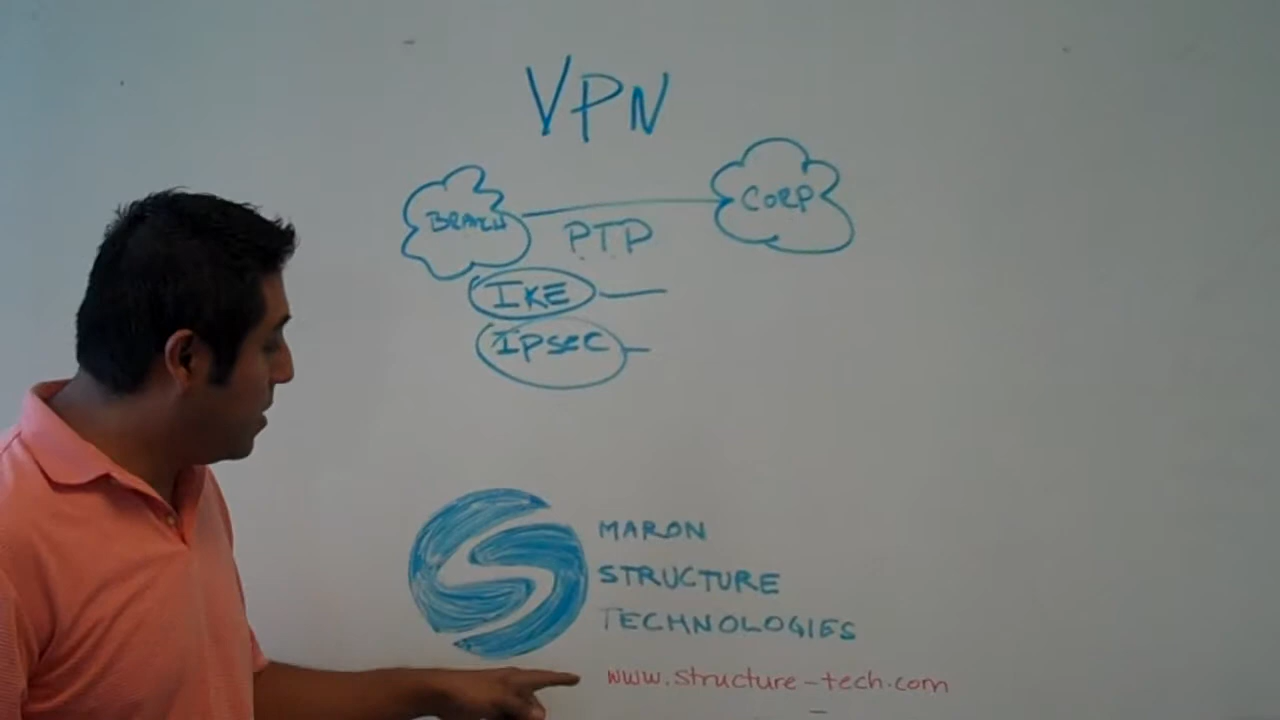 VPN
BRANCH
CORP
PTP
IKE
IPSEC
MARON
STRUCTURE
TECHNOLOGIES
www.structure-tech.com